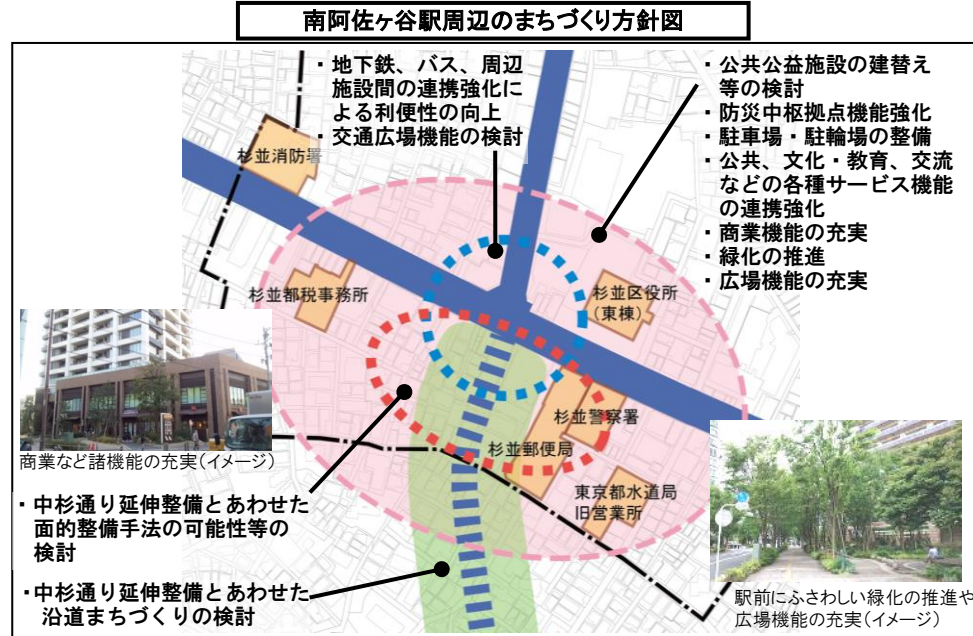 南阿佐ヶ谷駅周辺のまちづくり方針図
・地下鉄、バス、周辺
施設間の連携強化に
よる利便性の向上
・交通広場機能の検討
・公共公益施設の建替え
等の検討
・防災中枢拠点機能強化
・駐車場・駐輪場の整備
・公共、文化・教育、交流
などの各種サービス機能
の連携強化
・商業機能の充実
・緑化の推進
・広場機能の充実
杉並消防署
杉並都税事務所
杉並区役所
(東棟)
杉並警察署
杉並郵便局
東京都水道局
旧営業所
商業など諸機能の充実(イメージ)
・中杉通り延伸整備とあわせた
面的整備手法の可能性等の
検討
・中杉通り延伸整備とあわせた
沿道まちづくりの検討
駅前にふさわしい緑化の推進や
広場機能の充実(イメージ)